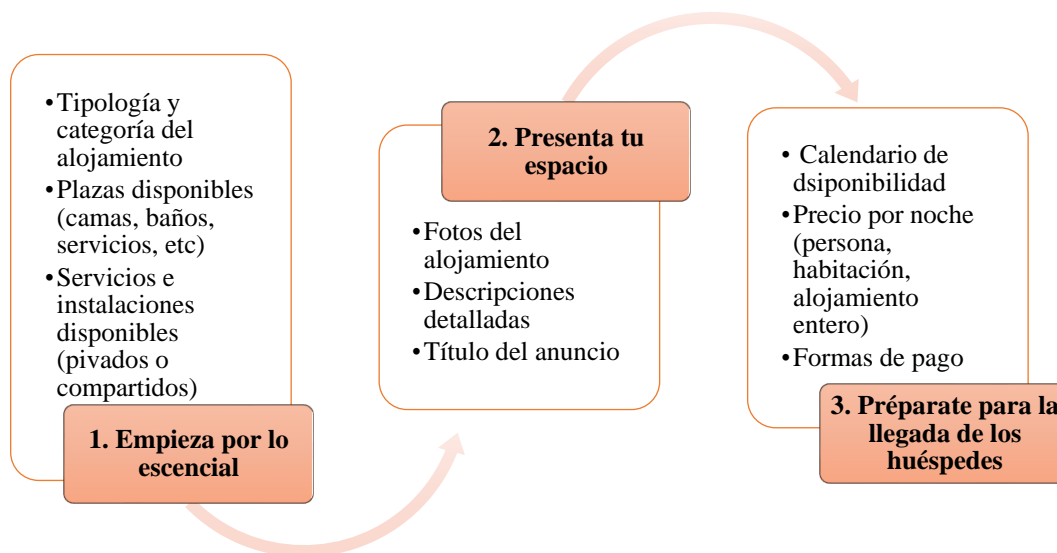 •Tipología y
categoría del
alojamiento
•Plazas disponibles
(camas, baños,
servicios, etc)
•Servicios e
instalaciones
disponibles
(pivados o
compartidos)
1. Empieza por lo
escencial
2. Presenta tu
espacio
•Fotos del
alojamiento
•Descripciones
detalladas
•Título del anuncio
• Calendario de
dsiponibilidad
•Precio por noche
(persona,
habitación,
alojamiento
entero)
•Formas de pago
3. Préparate para la
llegada de los
huéspedes